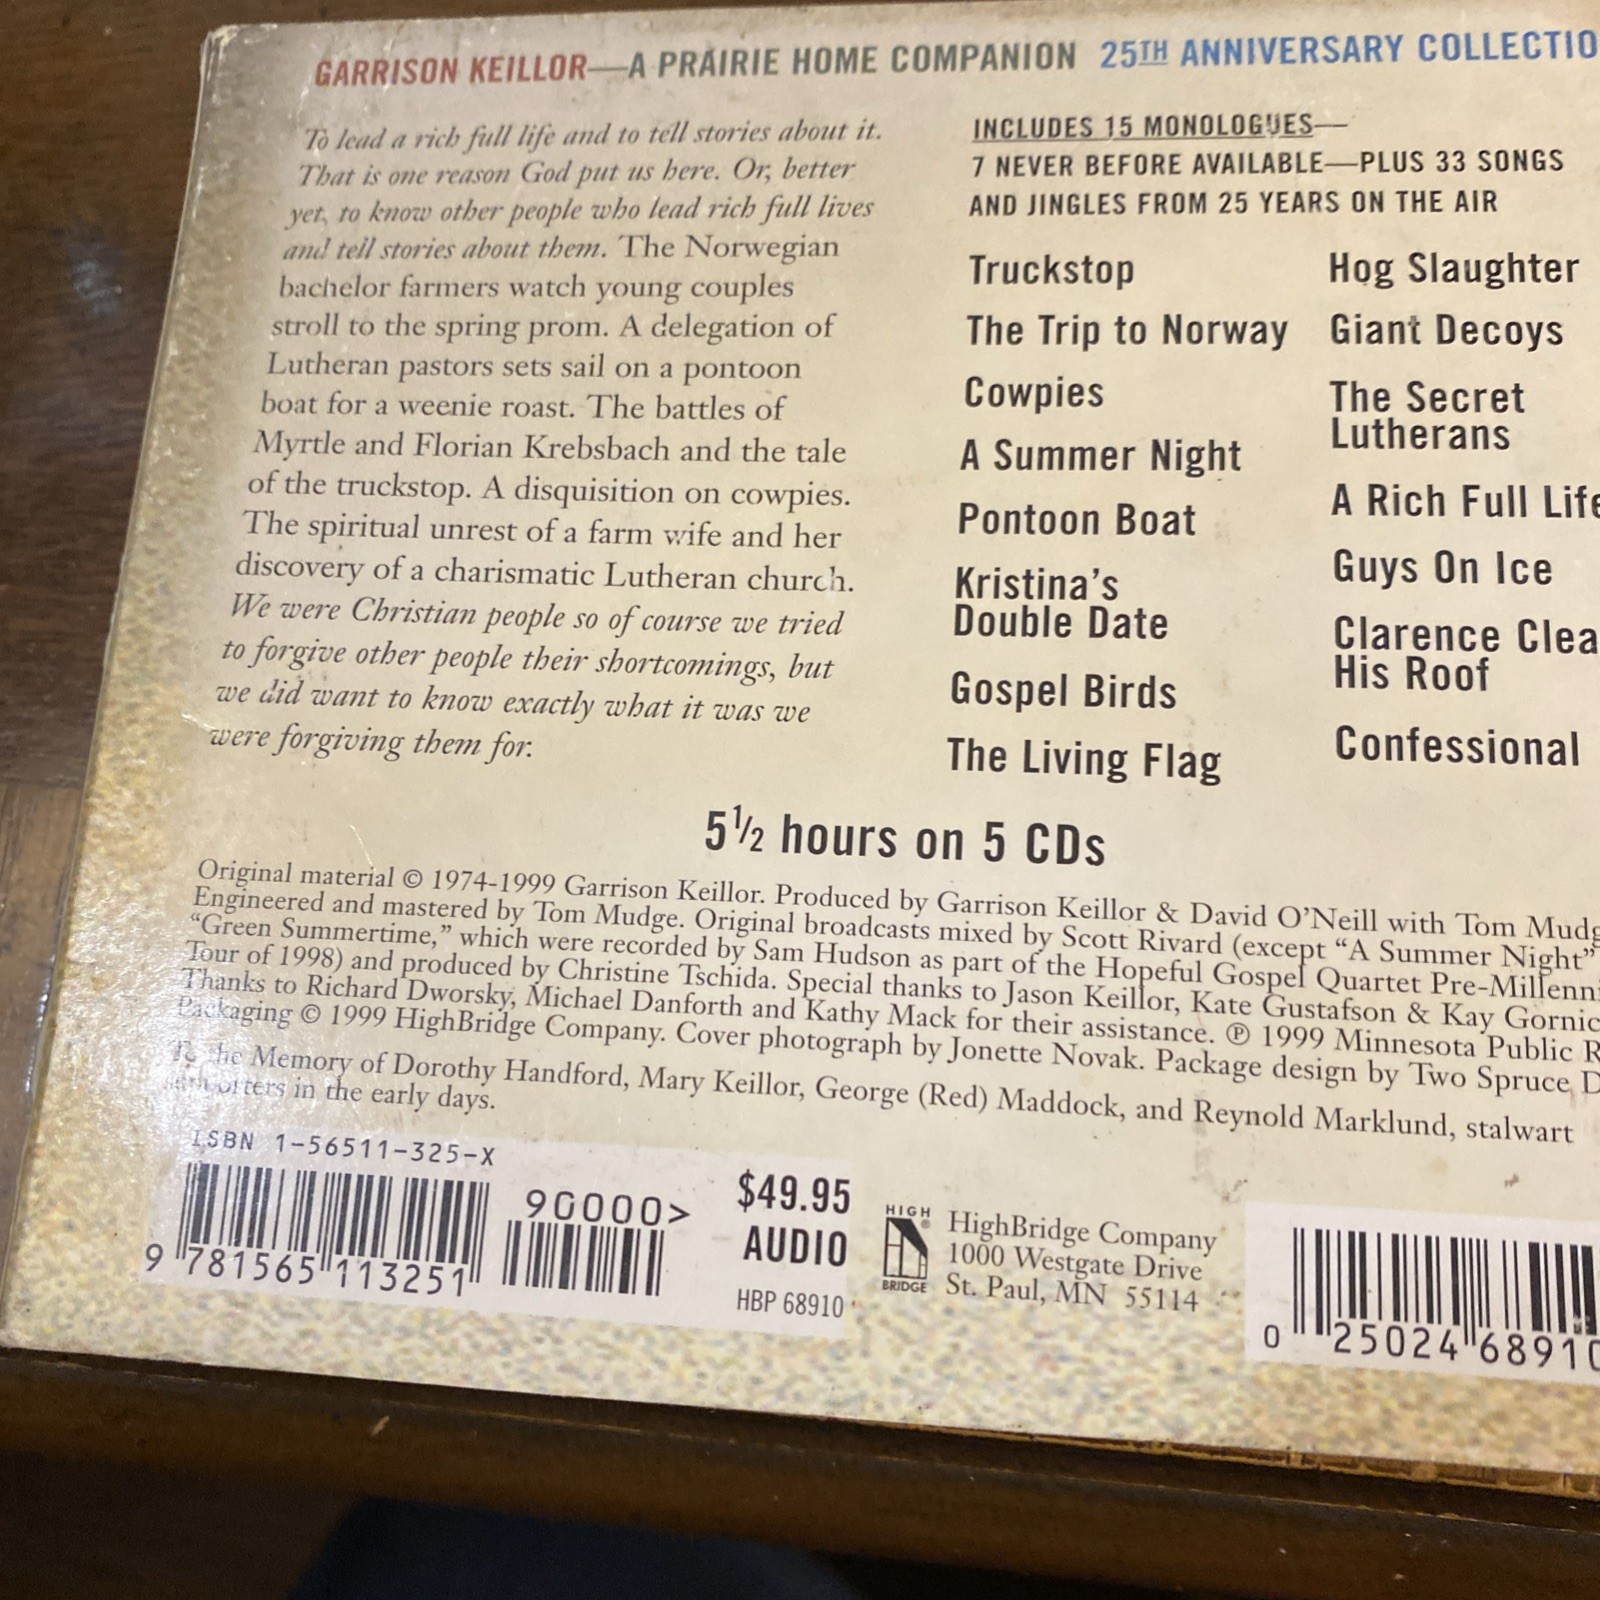 GARRISON KEILLOR—A PRAIRIE HOME COMPANION 25TH ANNIVERSARY COLLECTIO
To lead a rich full life and to tell stories about it.
That is one reason God put us here. Or, better
yet, to know other people who lead rich full lives
and tell stories about them. The Norwegian
bachelor farmers watch young couples
stroll to the spring prom. A delegation of
Lutheran pastors sets sail on a pontoon
boat for a weenie roast. The battles of
Myrtle and Florian Krebsbach and the tale
of the truckstop. A disquisition on cowpies.
The spiritual unrest of a farm wife and her
discovery of a charismatic Lutheran church.
We were Christian people so of course we tried
to forgive other people their shortcomings, but
we did want to know exactly what it was we
were forgiving them for.
INCLUDES 15 MONOLOGUES—
7 NEVER BEFORE AVAILABLE—PLUS 33 SONGS
AND JINGLES FROM 25 YEARS ON THE AIR
Truckstop
The Trip to Norway
Cowpies
A Summer Night
Pontoon Boat
Kristina's
Double Date
Gospel Birds
The Living Flag
Hog Slaughter
Giant Decoys
The Secret
Lutherans
A Rich Full Life
Guys On Ice
Clarence Clea
His Roof
Confessional
5½ hours on 5 CDs
Original material © 1974-1999 Garrison Keillor. Produced by Garrison Keillor & David O'Neill with Tom Mudg
Engineered and mastered by Tom Mudge. Original broadcasts mixed by Scott Rivard (except "A Summer Night"
"Green Summertime," which were recorded by Sam Hudson as part of the Hopeful Gospel Quartet Pre-Millenni
Tour of 1998) and produced by Christine Tschida. Special thanks to Jason Keillor, Kate Gustafson & Kay Gornic
Thanks to Richard Dworsky, Michael Danforth and Kathy Mack for their assistance. ℗ 1999 Minnesota Public R
Packaging © 1999 HighBridge Company. Cover photograph by Jonette Novak. Package design by Two Spruce D
To the Memory of Dorothy Handford, Mary Keillor, George (Red) Maddock, and Reynold Marklund, stalwart
supporters in the early days.
ISBN 1-56511-325-X
90000>
9 781565 113251
$49.95
AUDIO
HBP 68910
HIGH
BRIDGE
HighBridge Company
1000 Westgate Drive
St. Paul, MN 55114
0 25024 68910